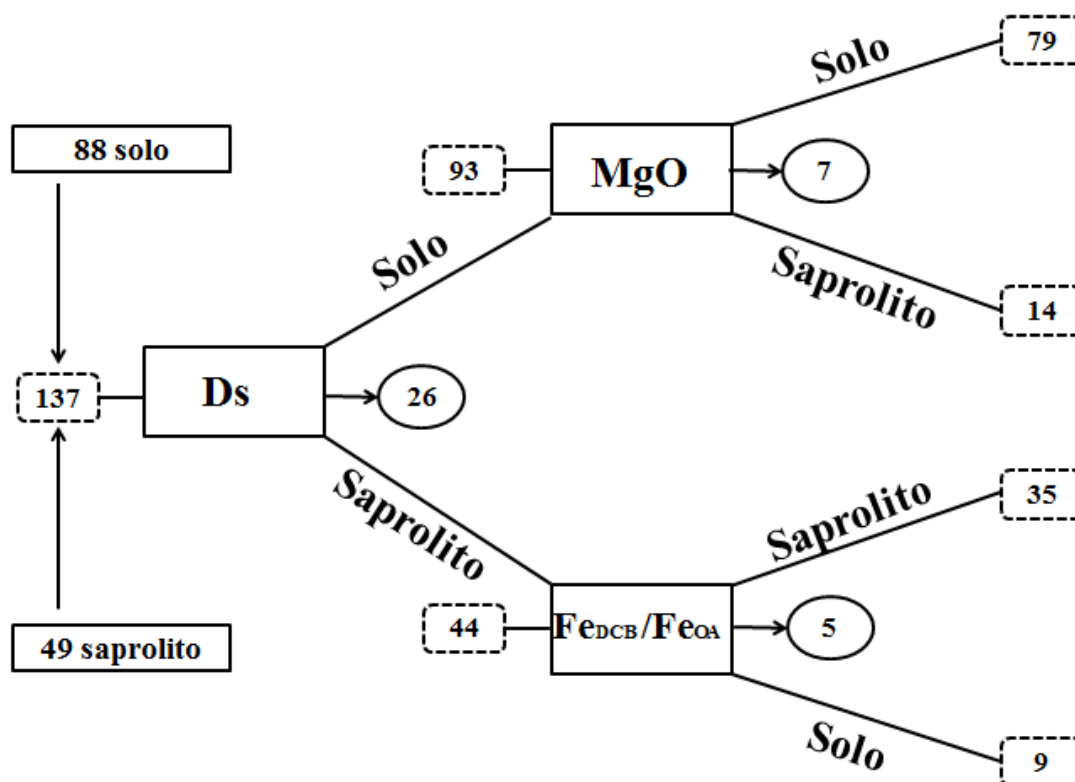 88 solo
137
49 saprolito
Ds
26
Solo
Saprolito
93
MgO
7
Solo
79
Saprolito
14
44
FeDCB/FeOA
5
Saprolito
35
Solo
9